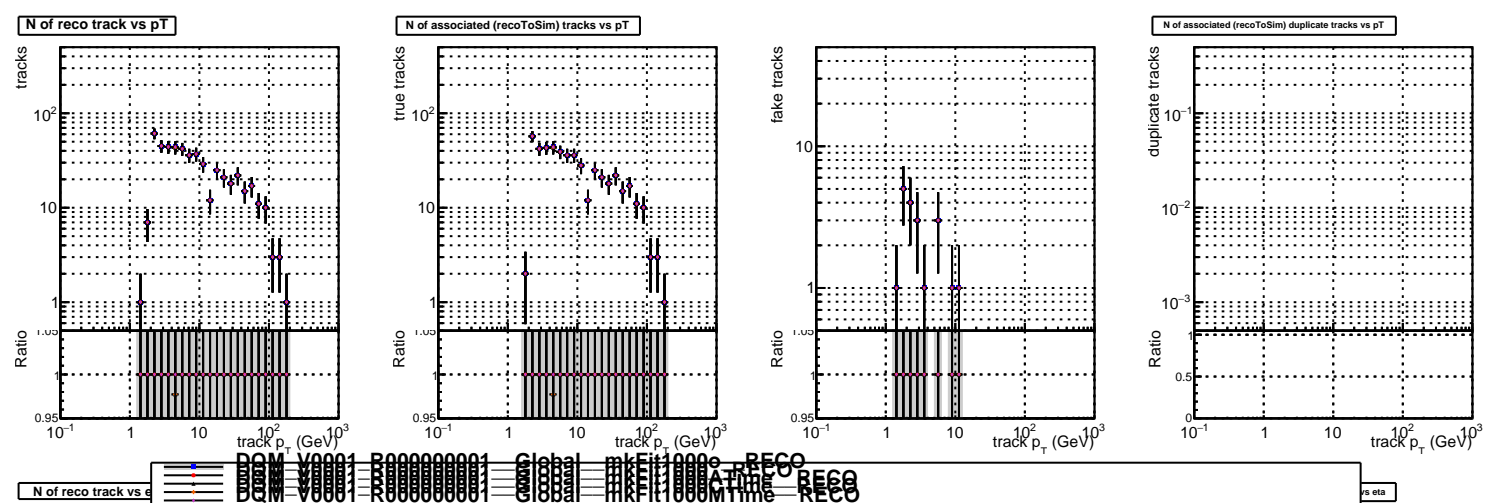 N of reco track vs pT
N of associated (recoToSim) tracks vs pT
N of associated (recoToSim) duplicate tracks vs pT
tracks
10²
10
1
true tracks
10²
10
1
fake tracks
10
1
duplicate tracks
10⁻¹
10⁻²
10⁻³
Ratio
1.05
1
0.95
Ratio
1.05
1
0.95
Ratio
1.05
1
0.95
Ratio
1
0.5
0
10⁻¹ 1 10 10² 10³
track p_T (GeV)
10⁻¹ 1 10 10² 10³
track p_T (GeV)
10⁻¹ 1 10 10² 10³
track p_T (GeV)
10⁻¹ 1 10 10² 10³
track p_T (GeV)
DQM_V0001_R000000001__Global__mkFit1000o__RECO
DQM_V0001_R000000001__Global__mkFit1000MTime__RECO
N of reco track vs e
vs eta